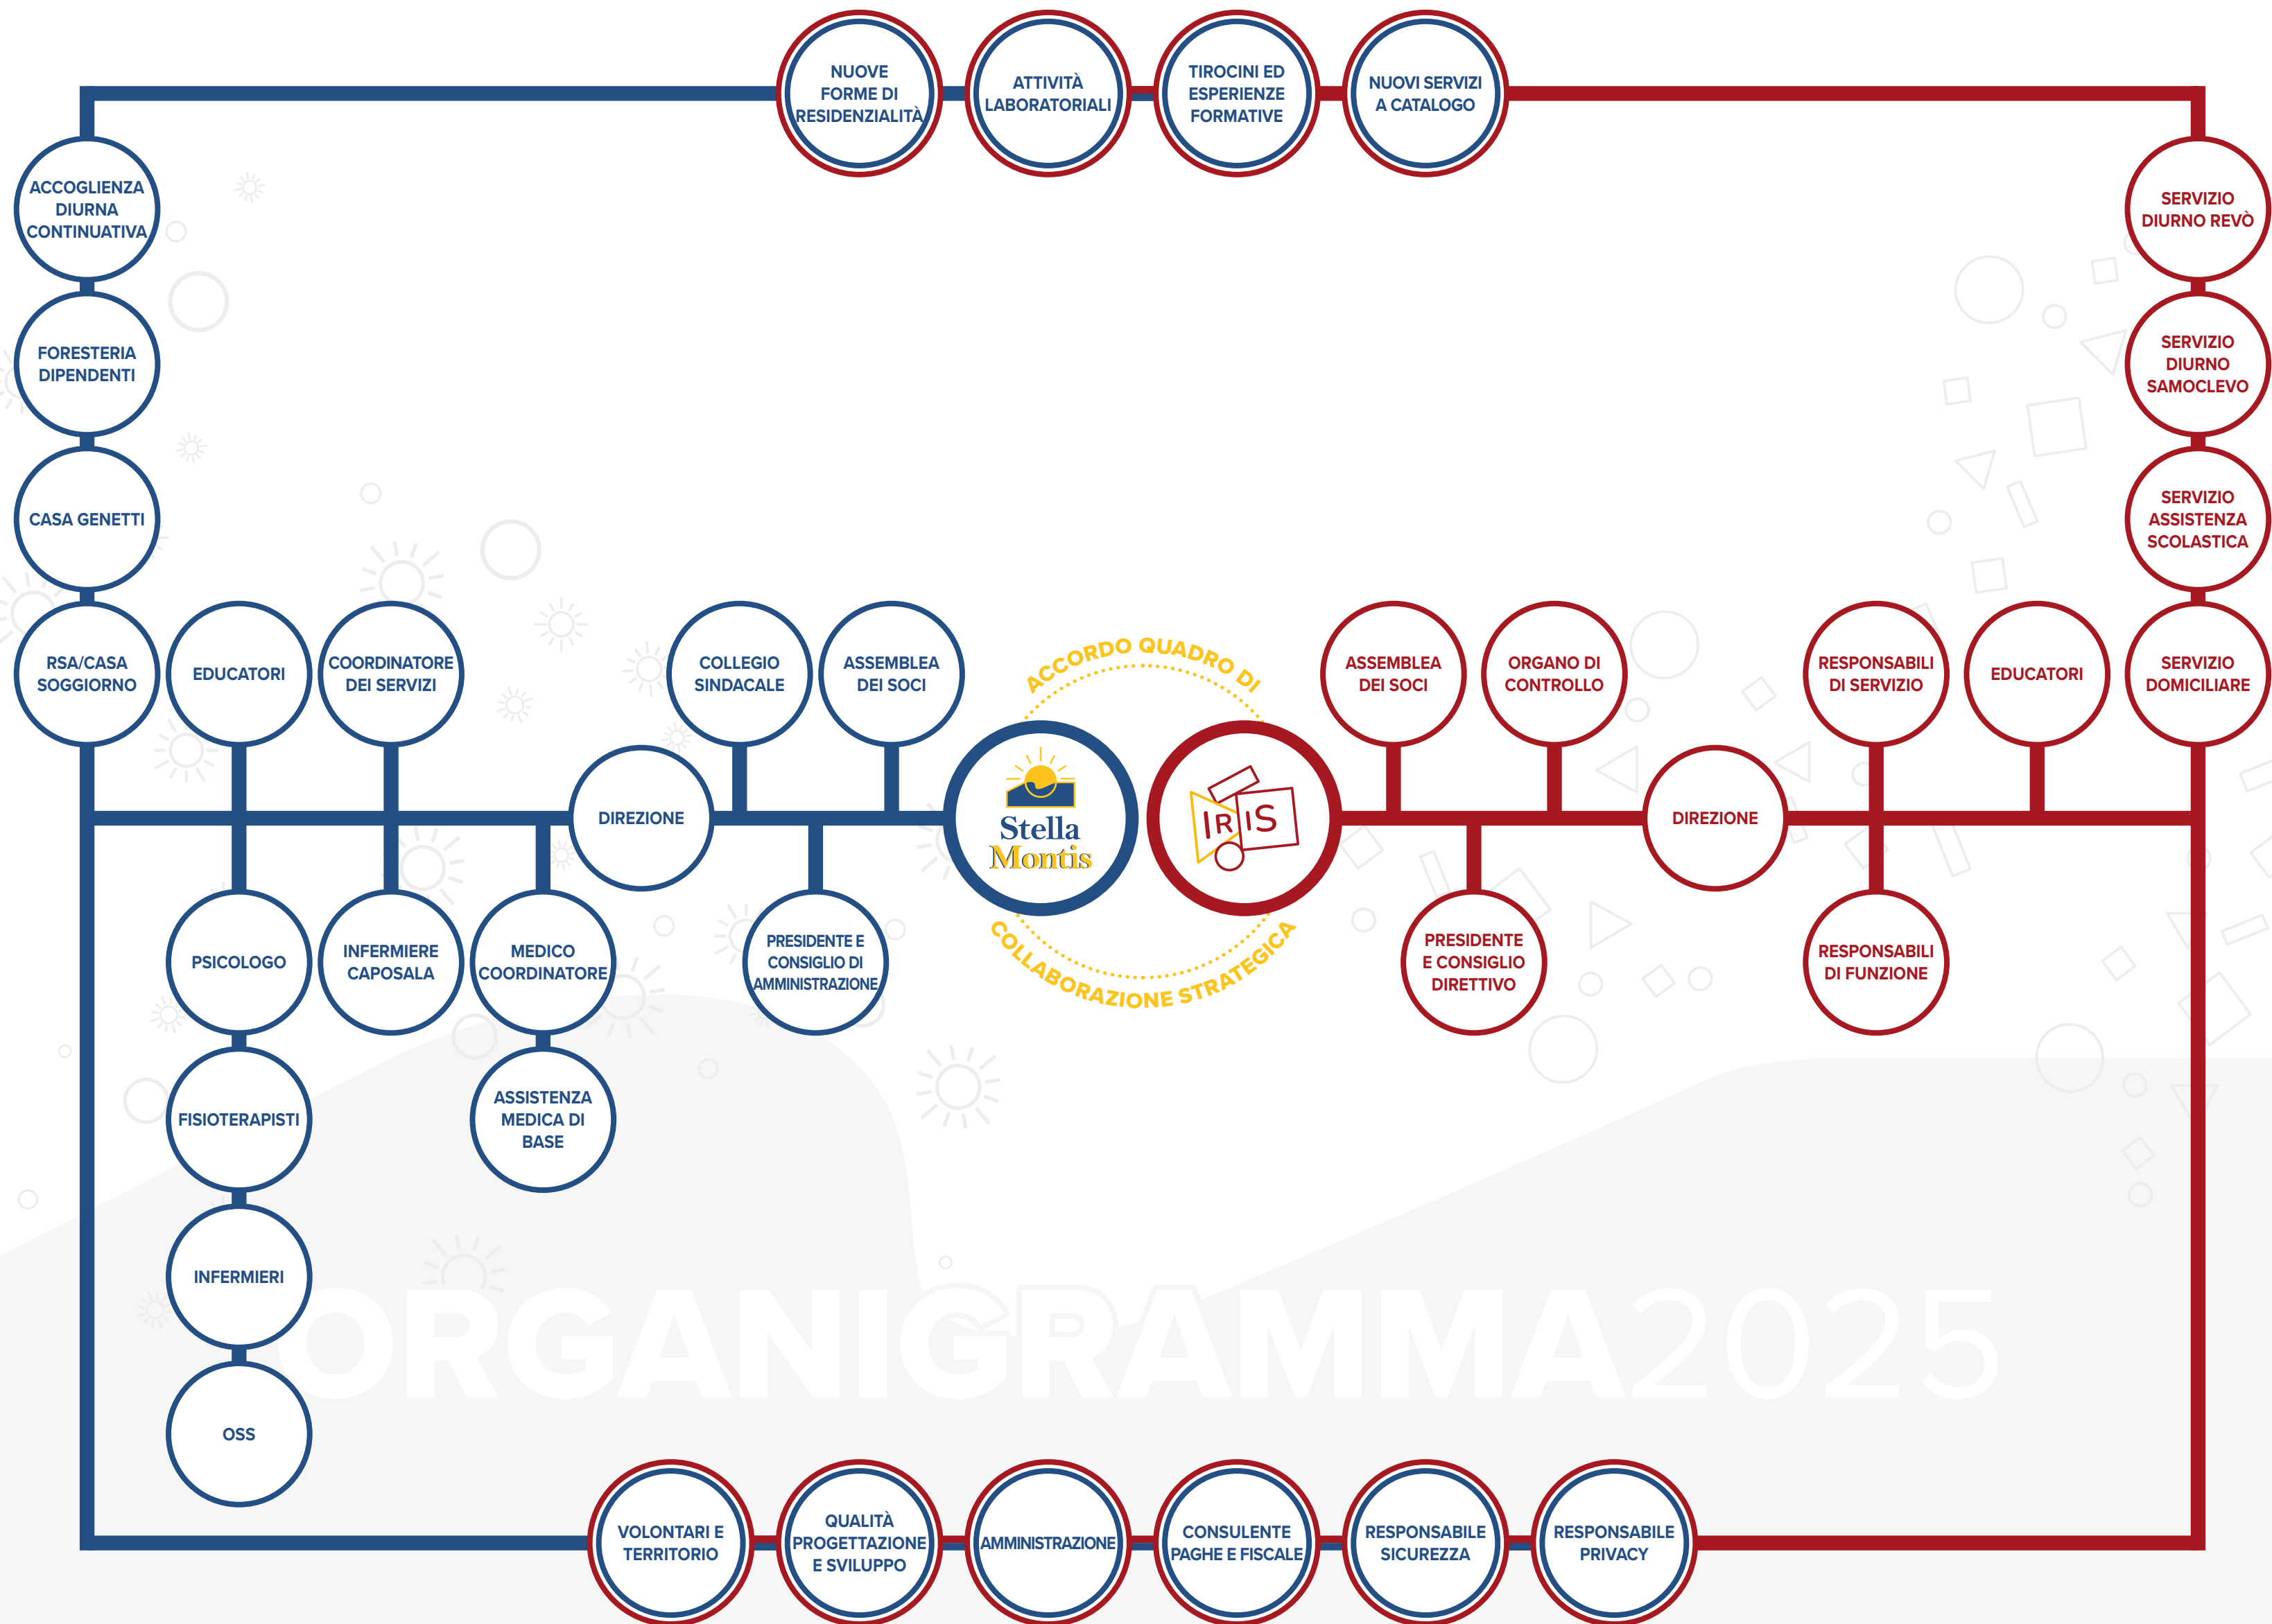 NUOVE
FORME DI
RESIDENZIALITÀ
ATTIVITÀ
LABORATORIALI
TIROCINI ED
ESPERIENZE
FORMATIVE
NUOVI SERVIZI
A CATALOGO
ACCOGLIENZA
DIURNA
CONTINUATIVA
FORESTERIA
DIPENDENTI
CASA GENETTI
RSA/CASA
SOGGIORNO
EDUCATORI
COORDINATORE
DEI SERVIZI
COLLEGIO
SINDACALE
ASSEMBLEA
DEI SOCI
DIREZIONE
PSICOLOGO
INFERMIERE
CAPOSALA
MEDICO
COORDINATORE
PRESIDENTE E
CONSIGLIO DI
AMMINISTRAZIONE
FISIOTERAPISTI
ASSISTENZA
MEDICA DI
BASE
INFERMIERI
OSS
ACCORDO QUADRO DI
Stella
Montis
IRIS
COLLABORAZIONE STRATEGICA
SERVIZIO
DIURNO REVÒ
SERVIZIO
DIURNO
SAMOCLEVO
SERVIZIO
ASSISTENZA
SCOLASTICA
ASSEMBLEA
DEI SOCI
ORGANO DI
CONTROLLO
RESPONSABILI
DI SERVIZIO
EDUCATORI
SERVIZIO
DOMICILIARE
DIREZIONE
PRESIDENTE
E CONSIGLIO
DIRETTIVO
RESPONSABILI
DI FUNZIONE
ORGANIGRAMMA2025
VOLONTARI E
TERRITORIO
QUALITÀ
PROGETTAZIONE
E SVILUPPO
AMMINISTRAZIONE
CONSULENTE
PAGHE E FISCALE
RESPONSABILE
SICUREZZA
RESPONSABILE
PRIVACY